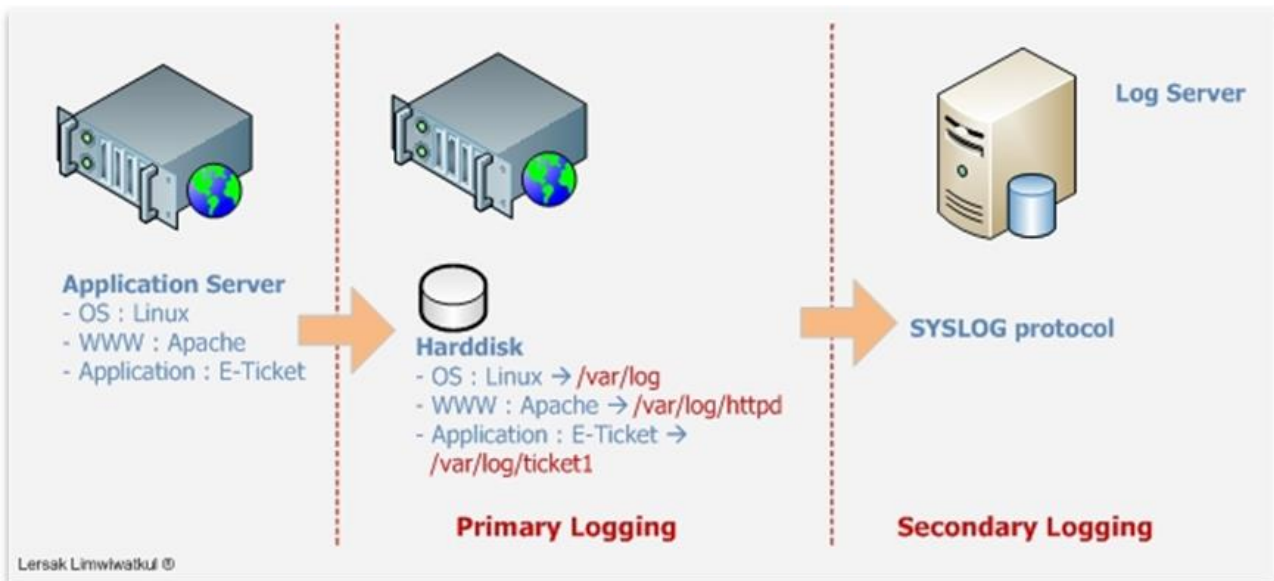 Application Server
- OS : Linux
- WWW : Apache
- Application : E-Ticket
Harddisk
- OS : Linux → /var/log
- WWW : Apache → /var/log/httpd
- Application : E-Ticket →
/var/log/ticket1
Primary Logging
Log Server
SYSLOG protocol
Secondary Logging
Lersak Limwiwatkul ®